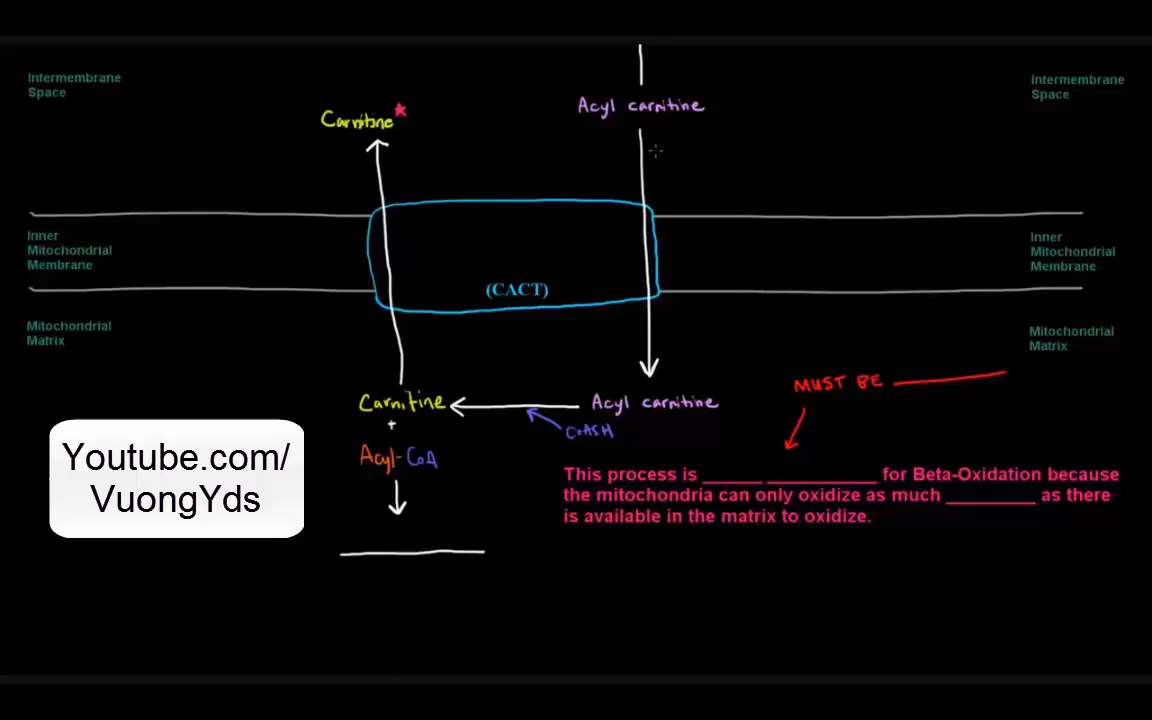 Intermembrane
Space
Intermembrane
Space
Carnitine*
Acyl carnitine
Inner
Mitochondrial
Membrane
Inner
Mitochondrial
Membrane
(CACT)
Mitochondrial
Matrix
Mitochondrial
Matrix
MUST BE ________
Carnitine
Acyl carnitine
+
CoASH
Acyl-CoA
Youtube.com/
VuongYds
This process is ______ ___________ for Beta-Oxidation because
the mitochondria can only oxidize as much _________ as there
is available in the matrix to oxidize.